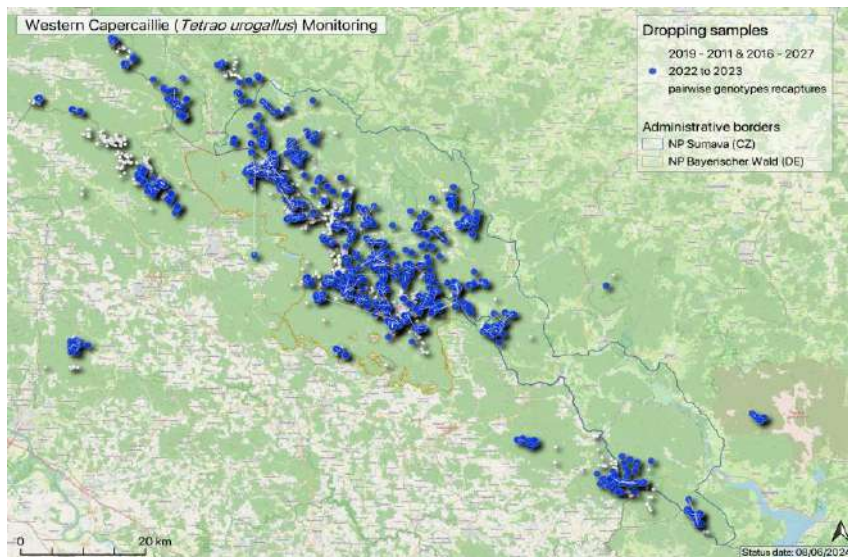 Western Capercaillie (Tetrao urogallus) Monitoring
Dropping samples
2019 - 2011 & 2016 - 2027
2022 to 2023
pairwise genotypes recaptures
Administrative borders
NP Sumava (CZ)
NP Bayerischer Wald (DE)
0 20 km
Status date: 08/06/2024